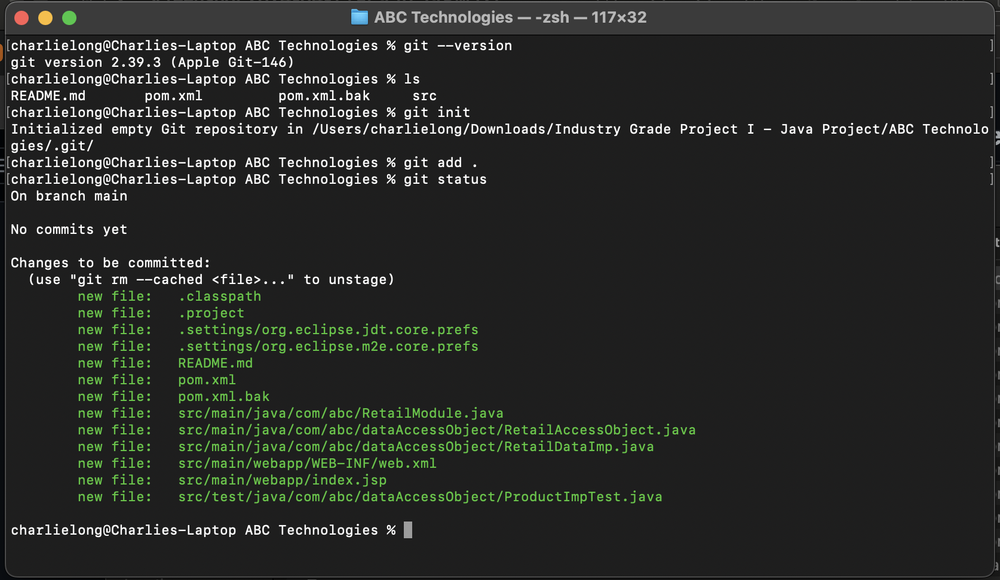 ABC Technologies — -zsh — 117×32
[charlielong@Charlies-Laptop ABC Technologies % git --version ]
git version 2.39.3 (Apple Git-146)
[charlielong@Charlies-Laptop ABC Technologies % ls ]
README.md pom.xml pom.xml.bak src
[charlielong@Charlies-Laptop ABC Technologies % git init ]
Initialized empty Git repository in /Users/charlielong/Downloads/Industry Grade Project I - Java Project/ABC Technolo
gies/.git/
[charlielong@Charlies-Laptop ABC Technologies % git add . ]
[charlielong@Charlies-Laptop ABC Technologies % git status ]
On branch main
No commits yet
Changes to be committed:
(use "git rm --cached <file>..." to unstage)
new file: .classpath
new file: .project
new file: .settings/org.eclipse.jdt.core.prefs
new file: .settings/org.eclipse.m2e.core.prefs
new file: README.md
new file: pom.xml
new file: pom.xml.bak
new file: src/main/java/com/abc/RetailModule.java
new file: src/main/java/com/abc/dataAccessObject/RetailAccessObject.java
new file: src/main/java/com/abc/dataAccessObject/RetailDataImp.java
new file: src/main/webapp/WEB-INF/web.xml
new file: src/main/webapp/index.jsp
new file: src/test/java/com/abc/dataAccessObject/ProductImpTest.java
charlielong@Charlies-Laptop ABC Technologies %